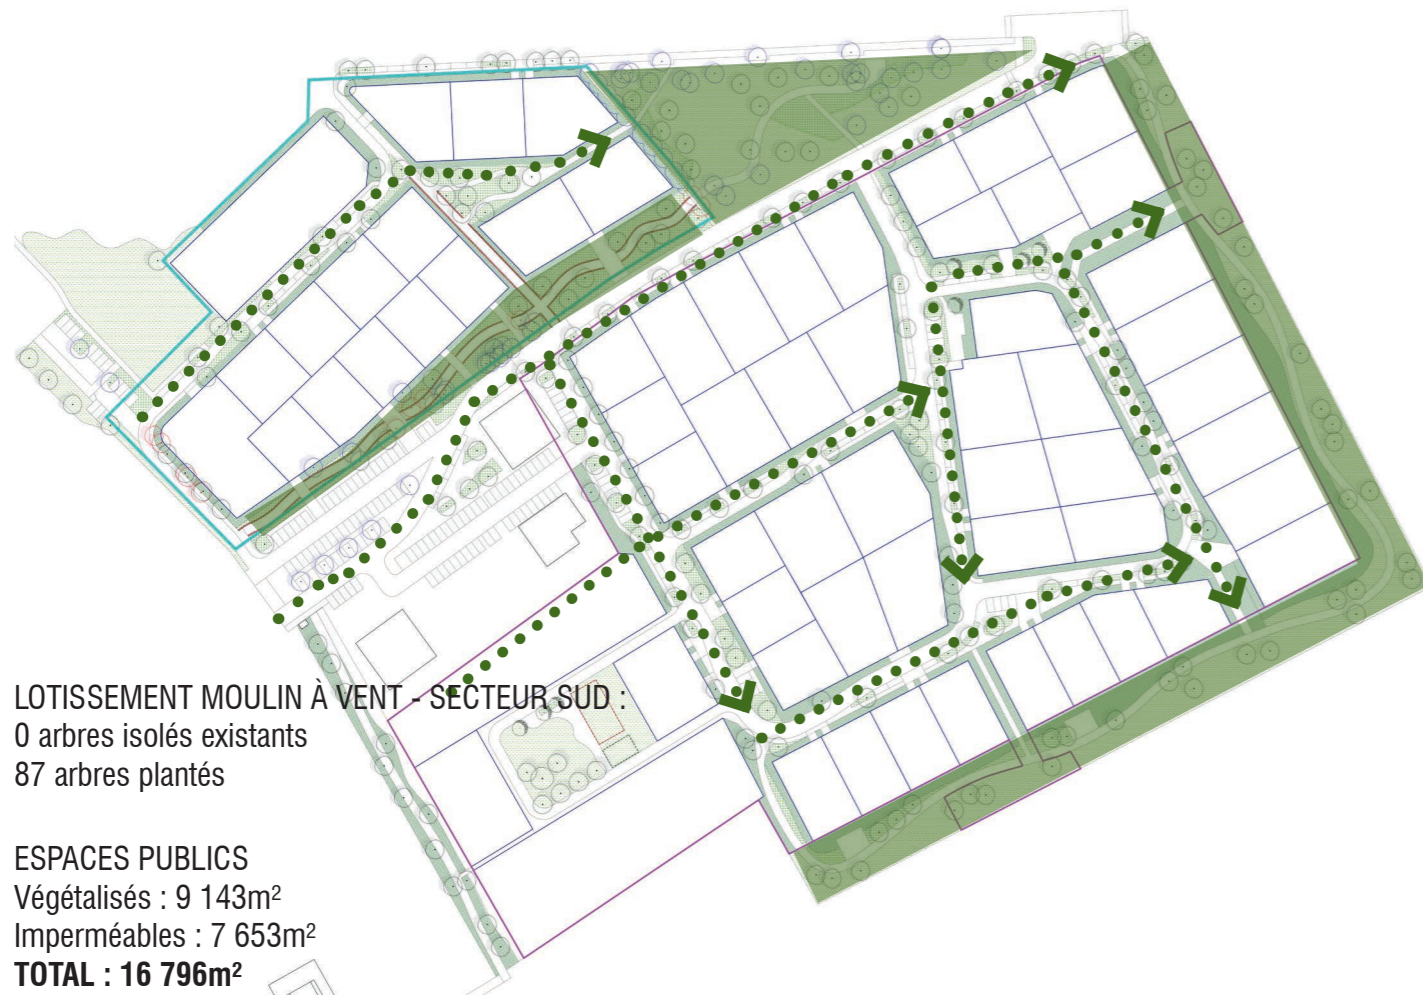 LOTISSEMENT MOULIN À VENT - SECTEUR SUD :
0 arbres isolés existants
87 arbres plantés
ESPACES PUBLICS
Végétalisés : 9 143m²
Imperméables : 7 653m²
TOTAL : 16 796m²